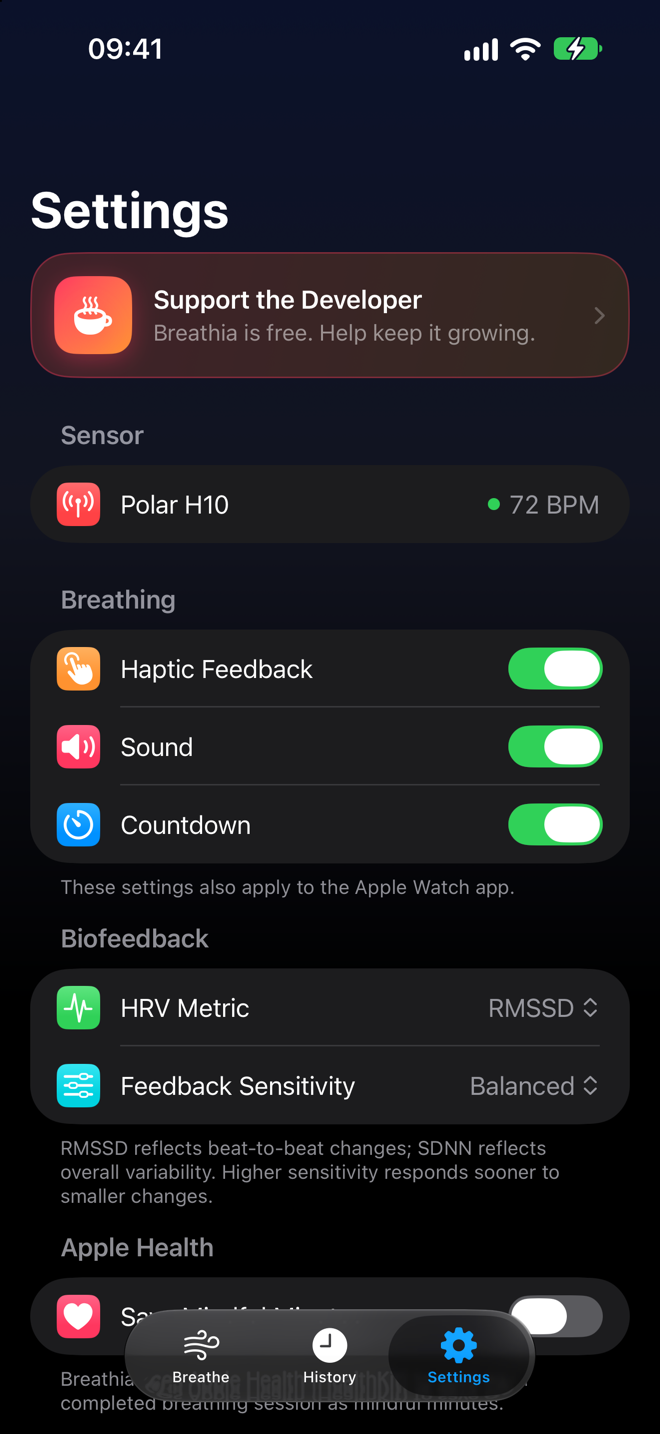 09:41
Settings
Support the Developer
Breathia is free. Help keep it growing.
Sensor
Polar H10
72 BPM
Breathing
Haptic Feedback
Sound
Countdown
These settings also apply to the Apple Watch app.
Biofeedback
HRV Metric
RMSSD
Feedback Sensitivity
Balanced
RMSSD reflects beat-to-beat changes; SDNN reflects
overall variability. Higher sensitivity responds sooner to
smaller changes.
Apple Health
Breathia
completed breathing session as mindful minutes.
Breathe
History
Settings